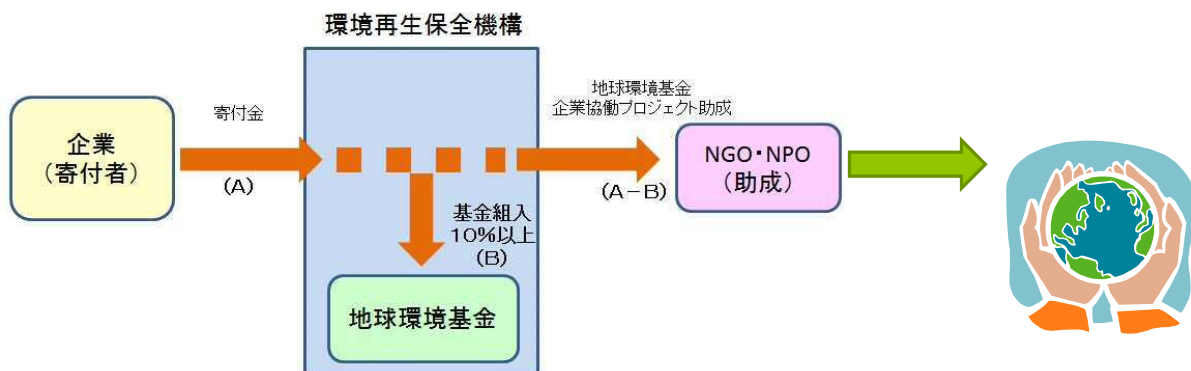 環境再生保全機構
企業
（寄付者）
寄付金
(A)
基金組入
10％以上
(B)
地球環境基金
地球環境基金
企業協働プロジェクト助成
(A－B)
NGO・NPO
（助成）